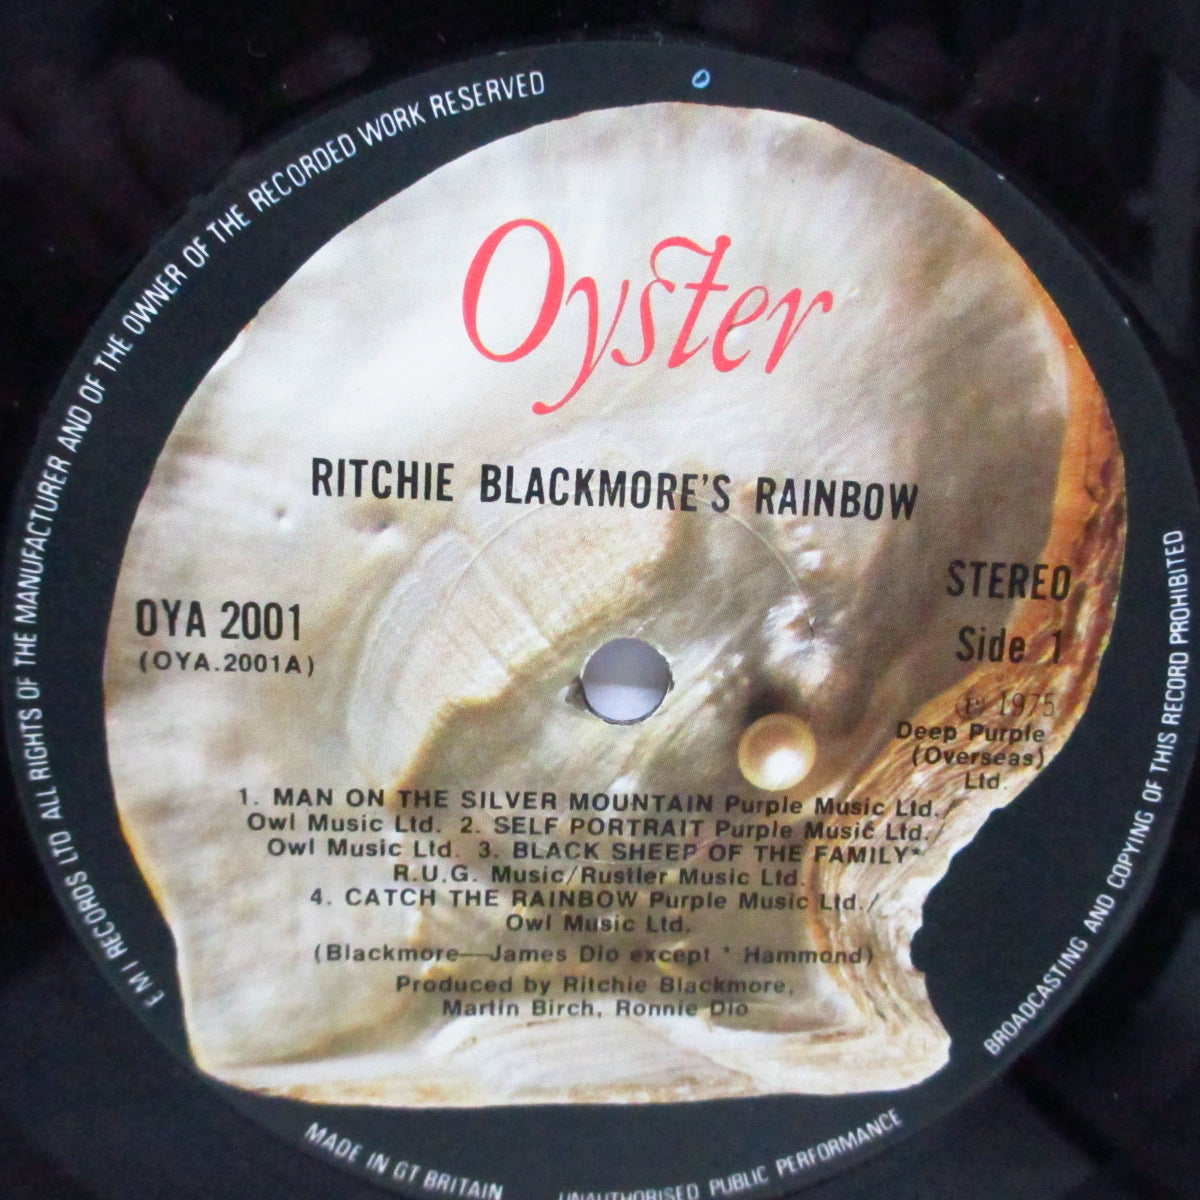 E M I RECORDS LTD ALL RIGHTS OF THE MANUFACTURER AND OF THE OWNER OF THE RECORDED WORK RESERVED
Oyster
RITCHIE BLACKMORE'S RAINBOW
OYA 2001
(OYA.2001A)
STEREO
Side 1
℗ 1975
Deep Purple
(Overseas)
Ltd.
1. MAN ON THE SILVER MOUNTAIN Purple Music Ltd./
Owl Music Ltd. 2. SELF PORTRAIT Purple Music Ltd./
Owl Music Ltd. 3. BLACK SHEEP OF THE FAMILY*
R.U.G. Music/Rustler Music Ltd.
4. CATCH THE RAINBOW Purple Music Ltd./
Owl Music Ltd.
(Blackmore—James Dio except * Hammond)
Produced by Ritchie Blackmore,
Martin Birch, Ronnie Dio
BROADCASTING AND COPYING OF THIS RECORD PROHIBITED
UNAUTHORISED PUBLIC PERFORMANCE
MADE IN GT BRITAIN